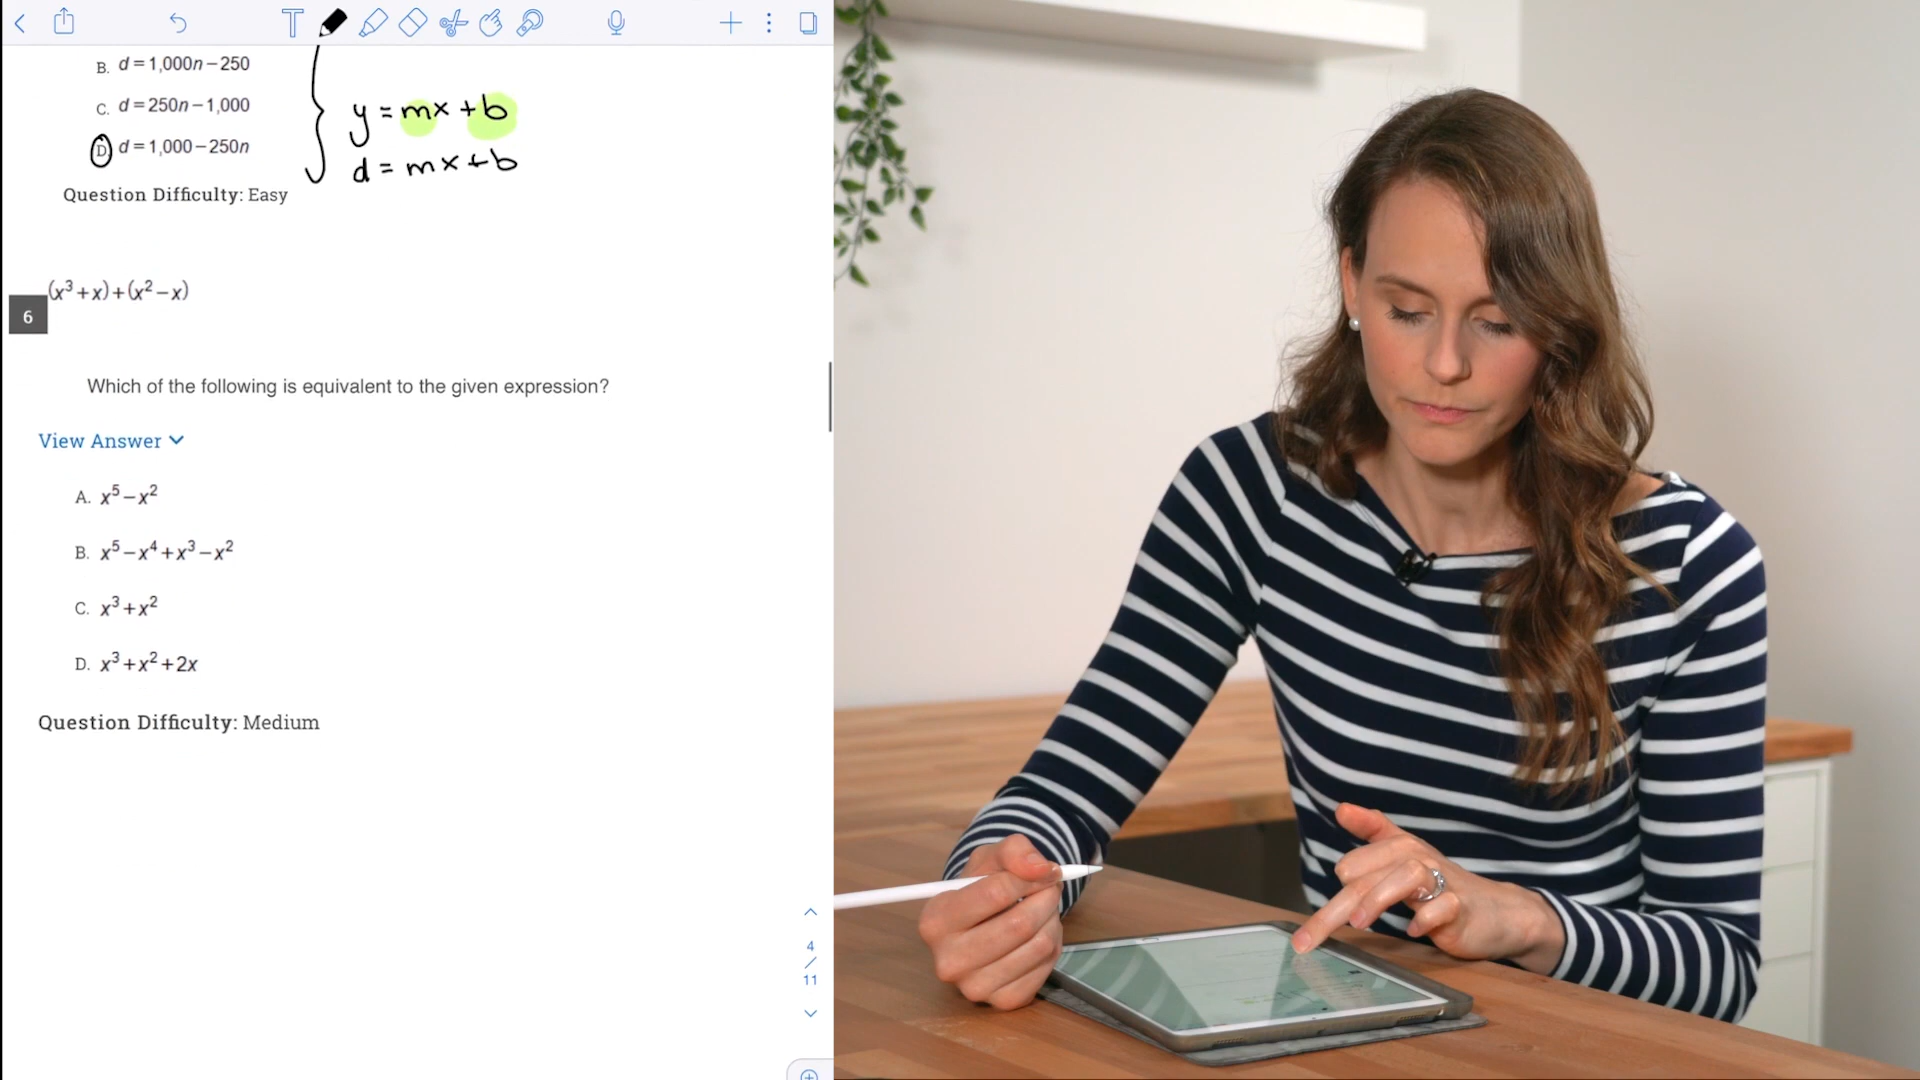 B. d = 1,000n − 250
C. d = 250n − 1,000
D d = 1,000 − 250n
y = mx + b
d = mx + b
Question Difficulty: Easy
(x³ + x) + (x² − x)
6
Which of the following is equivalent to the given expression?
View Answer
A. x⁵ − x²
B. x⁵ − x⁴ + x³ − x²
C. x³ + x²
D. x³ + x² + 2x
Question Difficulty: Medium
4
/
11